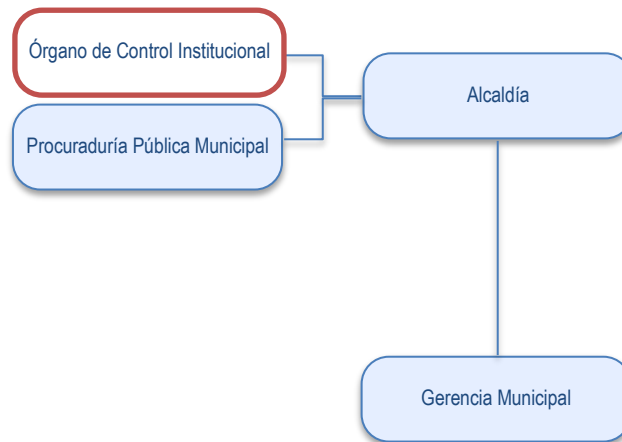 Órgano de Control Institucional
Alcaldía
Procuraduría Pública Municipal
Gerencia Municipal